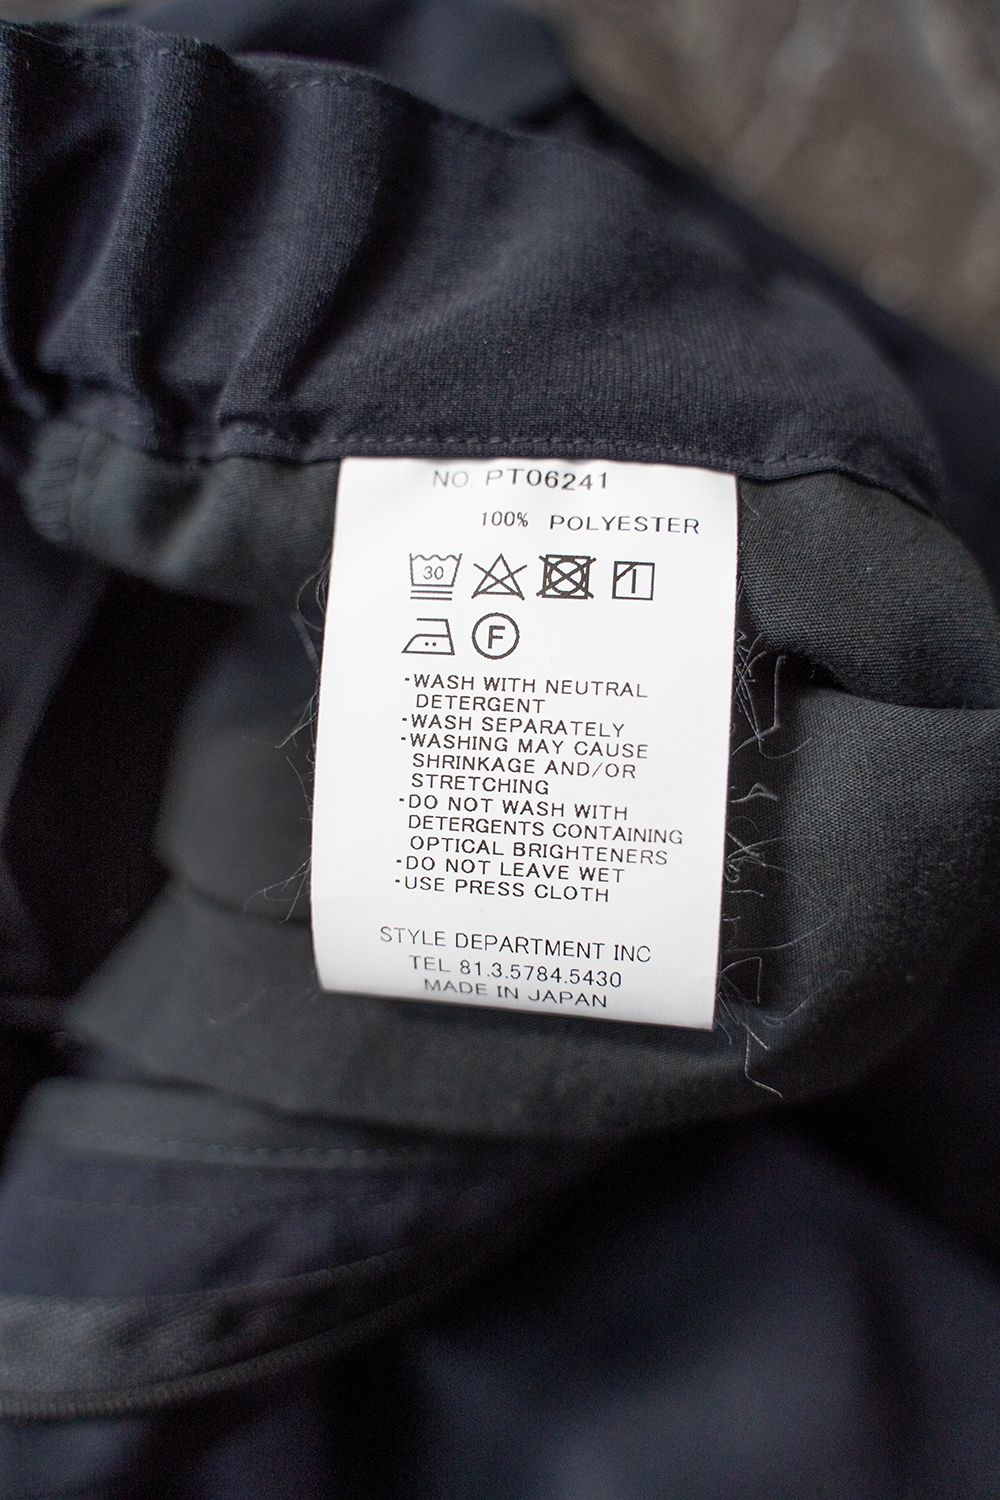 NO. PT06241
100% POLYESTER
30
F
·WASH WITH NEUTRAL
DETERGENT
·WASH SEPARATELY
·WASHING MAY CAUSE
SHRINKAGE AND/OR
STRETCHING
·DO NOT WASH WITH
DETERGENTS CONTAINING
OPTICAL BRIGHTENERS
·DO NOT LEAVE WET
·USE PRESS CLOTH
STYLE DEPARTMENT INC
TEL 81.3.5784.5430
MADE IN JAPAN